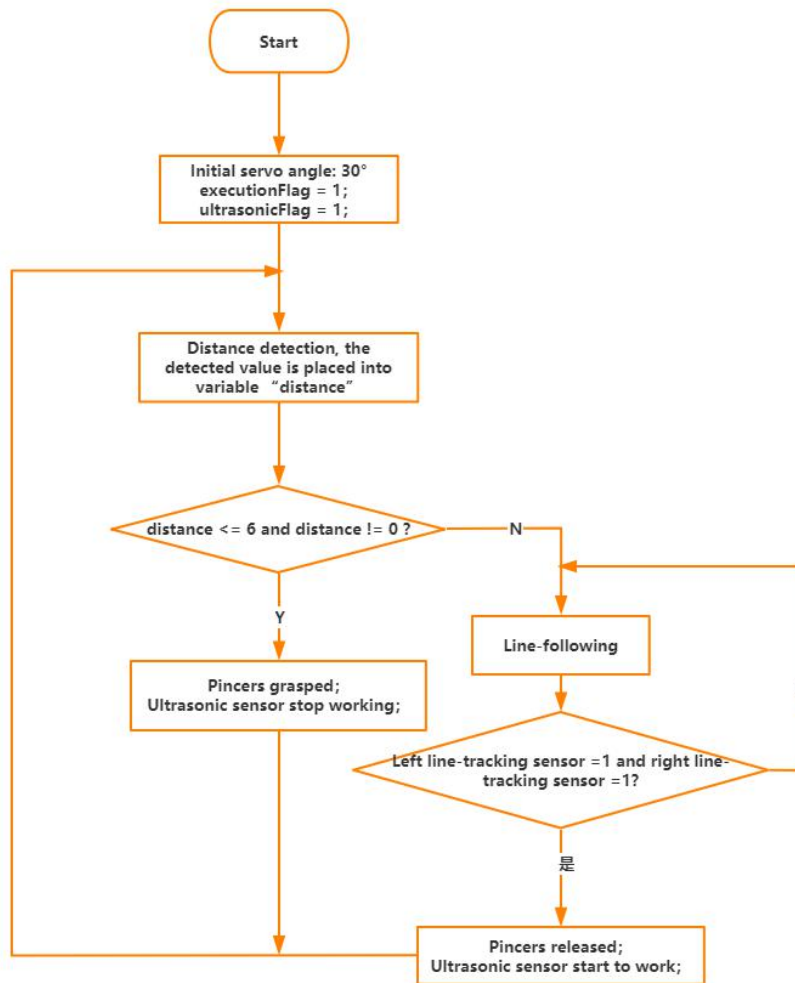 Start
Initial servo angle: 30°
executionFlag = 1;
ultrasonicFlag = 1;
Distance detection, the
detected value is placed into
variable “distance”
distance <= 6 and distance != 0 ?
N
Y
Line-following
Pincers grasped;
Ultrasonic sensor stop working;
Left line-tracking sensor =1 and right line-
tracking sensor =1?
是
Pincers released;
Ultrasonic sensor start to work;